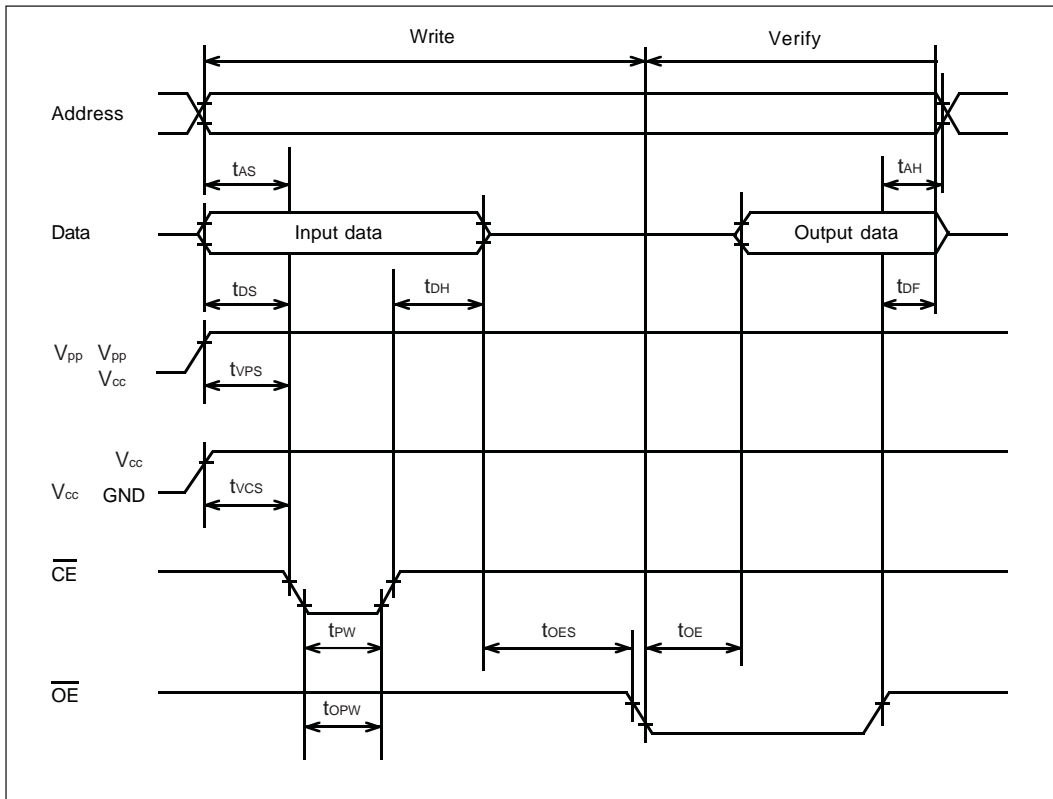 Write Verify
Address
tAS tAH
Data Input data Output data
tDS tDH tDF
Vpp Vpp
Vcc
tVPS
Vcc
Vcc GND
tVCS
CE
tPW tOES tOE
OE
tOPW